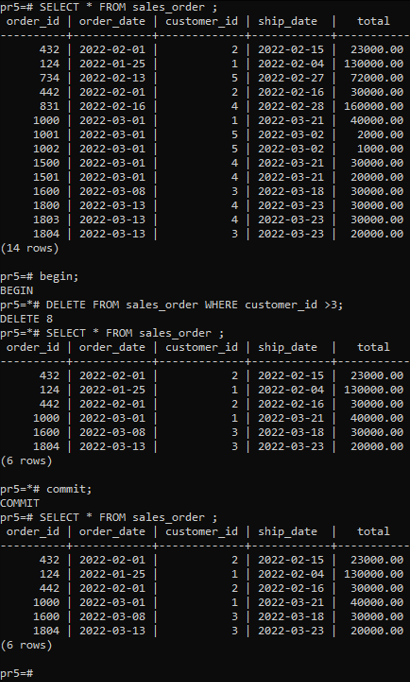 pr5=# SELECT * FROM sales_order ;
 order_id | order_date | customer_id | ship_date  |   total
----------+------------+-------------+------------+-----------
      432 | 2022-02-01 |           2 | 2022-02-15 |  23000.00
      124 | 2022-01-25 |           1 | 2022-02-04 | 130000.00
      734 | 2022-02-13 |           5 | 2022-02-27 |  72000.00
      442 | 2022-02-01 |           2 | 2022-02-16 |  30000.00
      831 | 2022-02-16 |           4 | 2022-02-28 | 160000.00
     1000 | 2022-03-01 |           1 | 2022-03-21 |  40000.00
     1001 | 2022-03-01 |           5 | 2022-03-02 |   2000.00
     1002 | 2022-03-01 |           5 | 2022-03-02 |   1000.00
     1500 | 2022-03-01 |           4 | 2022-03-21 |  30000.00
     1501 | 2022-03-01 |           4 | 2022-03-21 |  20000.00
     1600 | 2022-03-08 |           3 | 2022-03-18 |  30000.00
     1800 | 2022-03-13 |           4 | 2022-03-23 |  30000.00
     1803 | 2022-03-13 |           4 | 2022-03-23 |  30000.00
     1804 | 2022-03-13 |           3 | 2022-03-23 |  20000.00
(14 rows)
pr5=# begin;
BEGIN
pr5=*# DELETE FROM sales_order WHERE customer_id >3;
DELETE 8
pr5=*# SELECT * FROM sales_order ;
 order_id | order_date | customer_id | ship_date  |   total
----------+------------+-------------+------------+-----------
      432 | 2022-02-01 |           2 | 2022-02-15 |  23000.00
      124 | 2022-01-25 |           1 | 2022-02-04 | 130000.00
      442 | 2022-02-01 |           2 | 2022-02-16 |  30000.00
     1000 | 2022-03-01 |           1 | 2022-03-21 |  40000.00
     1600 | 2022-03-08 |           3 | 2022-03-18 |  30000.00
     1804 | 2022-03-13 |           3 | 2022-03-23 |  20000.00
(6 rows)
pr5=*# commit;
COMMIT
pr5=# SELECT * FROM sales_order ;
 order_id | order_date | customer_id | ship_date  |   total
----------+------------+-------------+------------+-----------
      432 | 2022-02-01 |           2 | 2022-02-15 |  23000.00
      124 | 2022-01-25 |           1 | 2022-02-04 | 130000.00
      442 | 2022-02-01 |           2 | 2022-02-16 |  30000.00
     1000 | 2022-03-01 |           1 | 2022-03-21 |  40000.00
     1600 | 2022-03-08 |           3 | 2022-03-18 |  30000.00
     1804 | 2022-03-13 |           3 | 2022-03-23 |  20000.00
(6 rows)
pr5=#